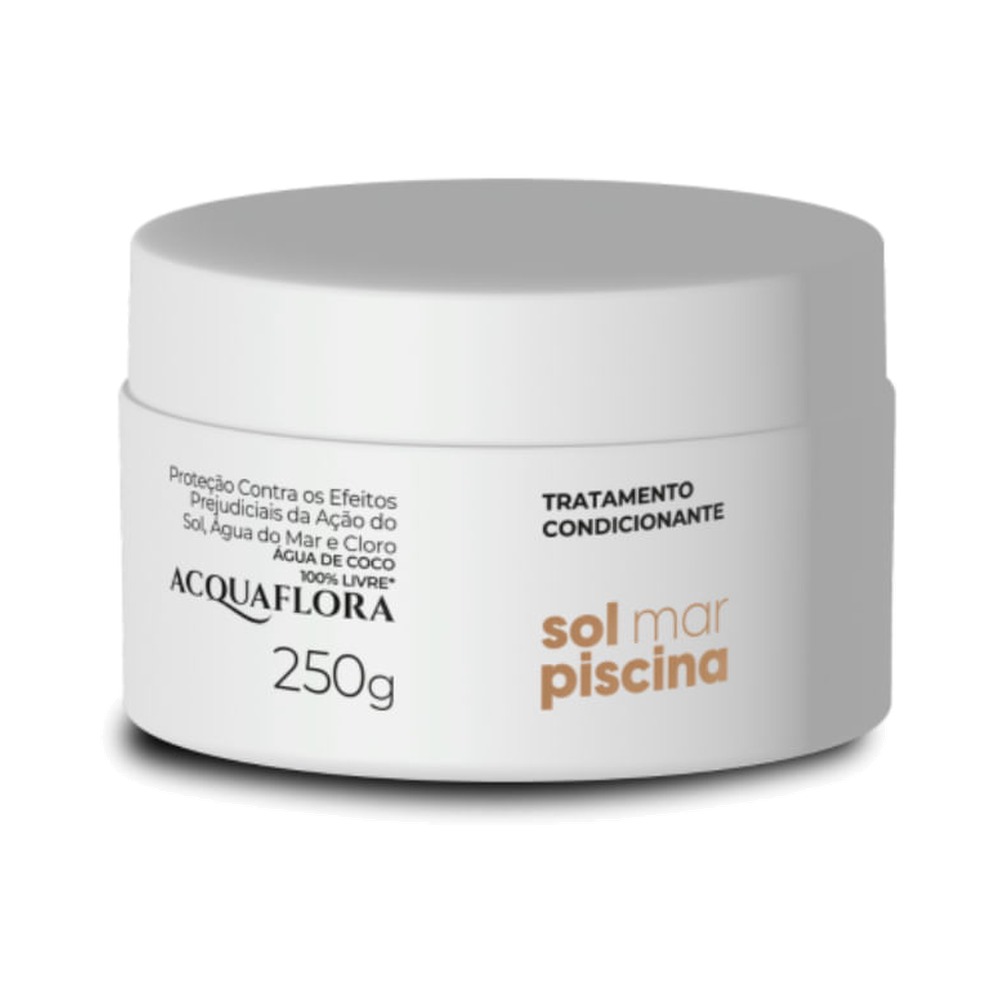 Proteção Contra os Efeitos
Prejudiciais da Ação do
Sol, Água do Mar e Cloro
ÁGUA DE COCO
100% LIVRE*
ACQUAFLORA
250g
TRATAMENTO
CONDICIONANTE
sol mar
piscina